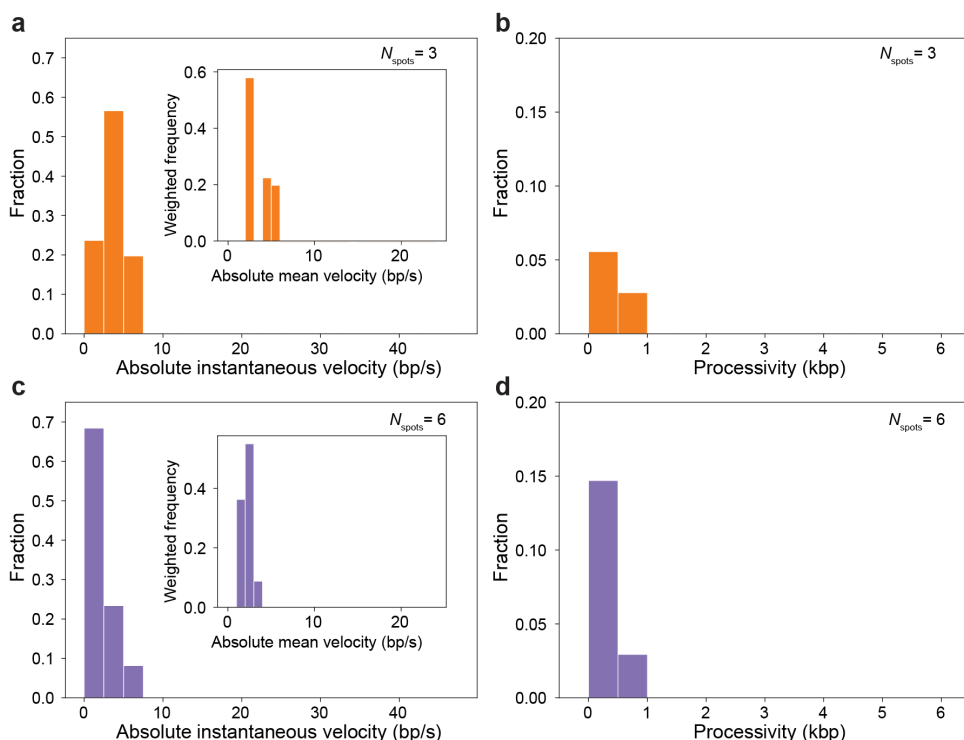 a
N_spots = 3
Fraction
0.7
0.6
0.5
0.4
0.3
0.2
0.1
0.0
0 10 20 30 40
Absolute instantaneous velocity (bp/s)
Weighted frequency
0.6
0.4
0.2
0.0
0 10 20
Absolute mean velocity (bp/s)
b
N_spots = 3
Fraction
0.20
0.15
0.10
0.05
0.00
0 1 2 3 4 5 6
Processivity (kbp)
c
N_spots = 6
Fraction
0.7
0.6
0.5
0.4
0.3
0.2
0.1
0.0
0 10 20 30 40
Absolute instantaneous velocity (bp/s)
Weighted frequency
0.4
0.2
0.0
0 10 20
Absolute mean velocity (bp/s)
d
N_spots = 6
Fraction
0.20
0.15
0.10
0.05
0.00
0 1 2 3 4 5 6
Processivity (kbp)